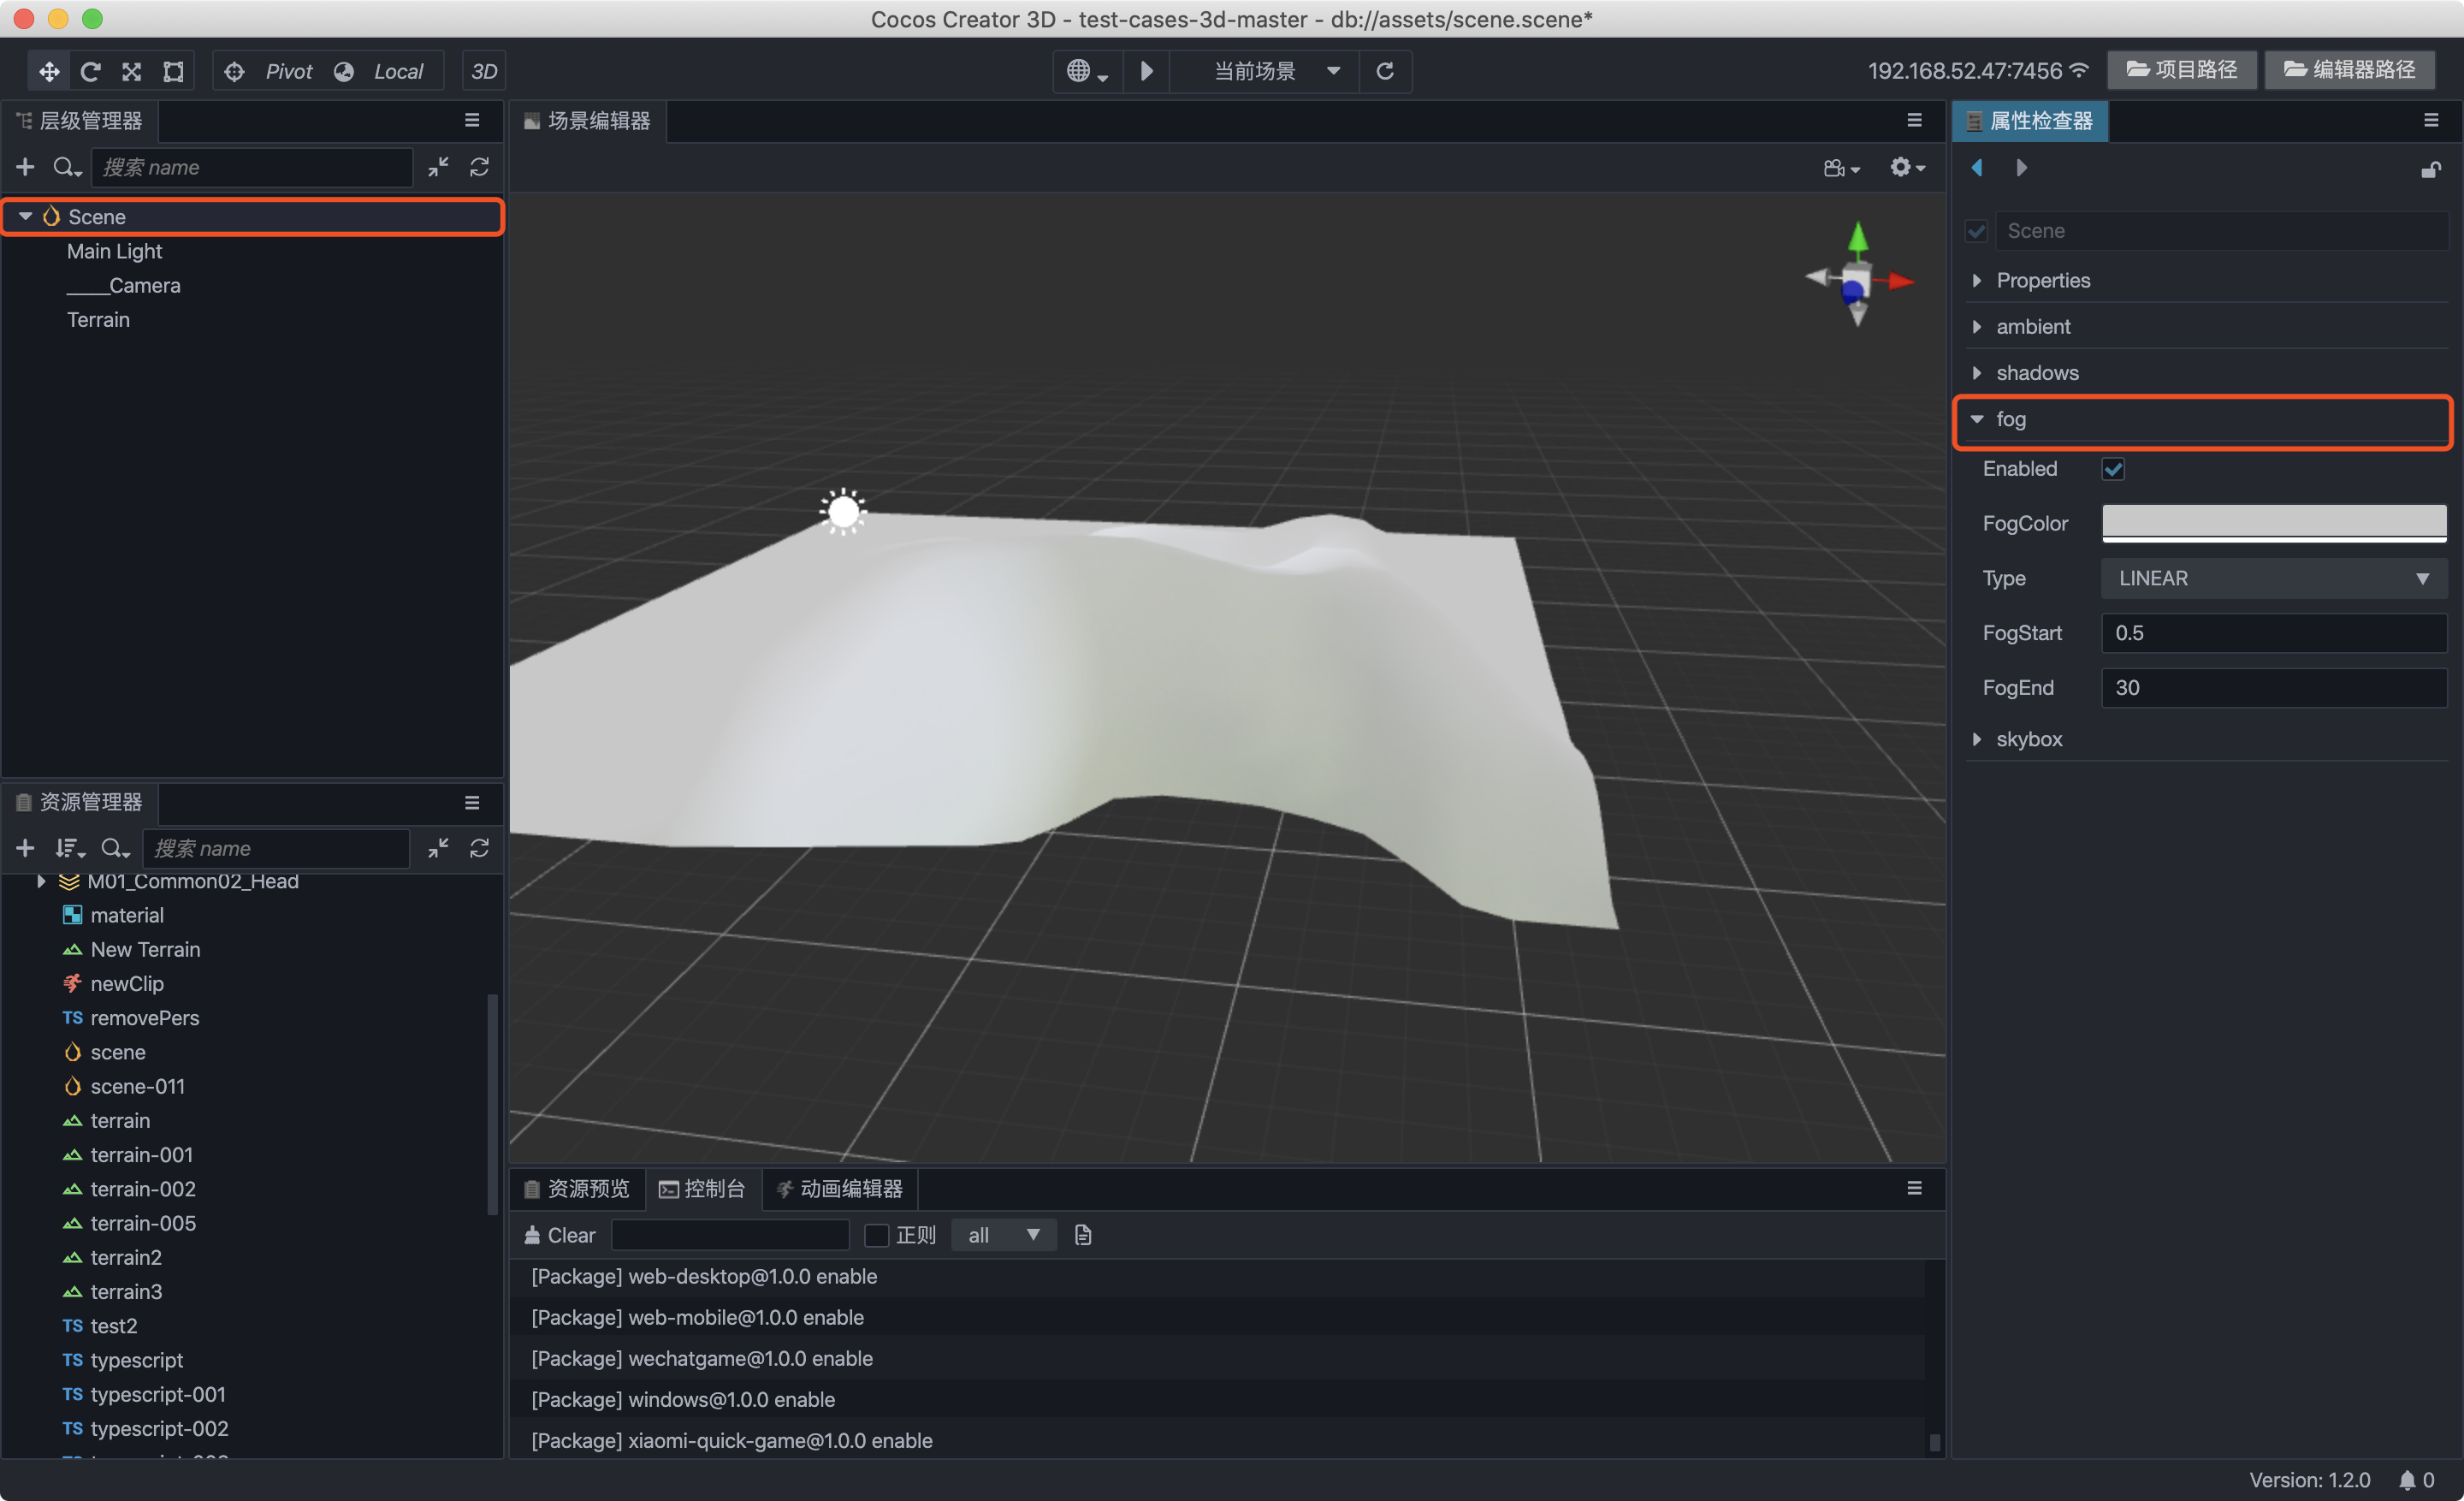 Cocos Creator 3D - test-cases-3d-master - db://assets/scene.scene*
Pivot Local 3D 当前场景 192.168.52.47:7456 项目路径 编辑器路径
层级管理器
搜索 name
Scene
Main Light
____Camera
Terrain
资源管理器
搜索 name
M01_Common02_Head
material
New Terrain
newClip
TS removePers
scene
scene-011
terrain
terrain-001
terrain-002
terrain-005
terrain2
terrain3
TS test2
TS typescript
TS typescript-001
TS typescript-002
场景编辑器
资源预览 控制台 动画编辑器
Clear 正则 all
[Package] web-desktop@1.0.0 enable
[Package] web-mobile@1.0.0 enable
[Package] wechatgame@1.0.0 enable
[Package] windows@1.0.0 enable
[Package] xiaomi-quick-game@1.0.0 enable
属性检查器
Scene
Properties
ambient
shadows
fog
Enabled
FogColor
Type LINEAR
FogStart 0.5
FogEnd 30
skybox
Version: 1.2.0 0